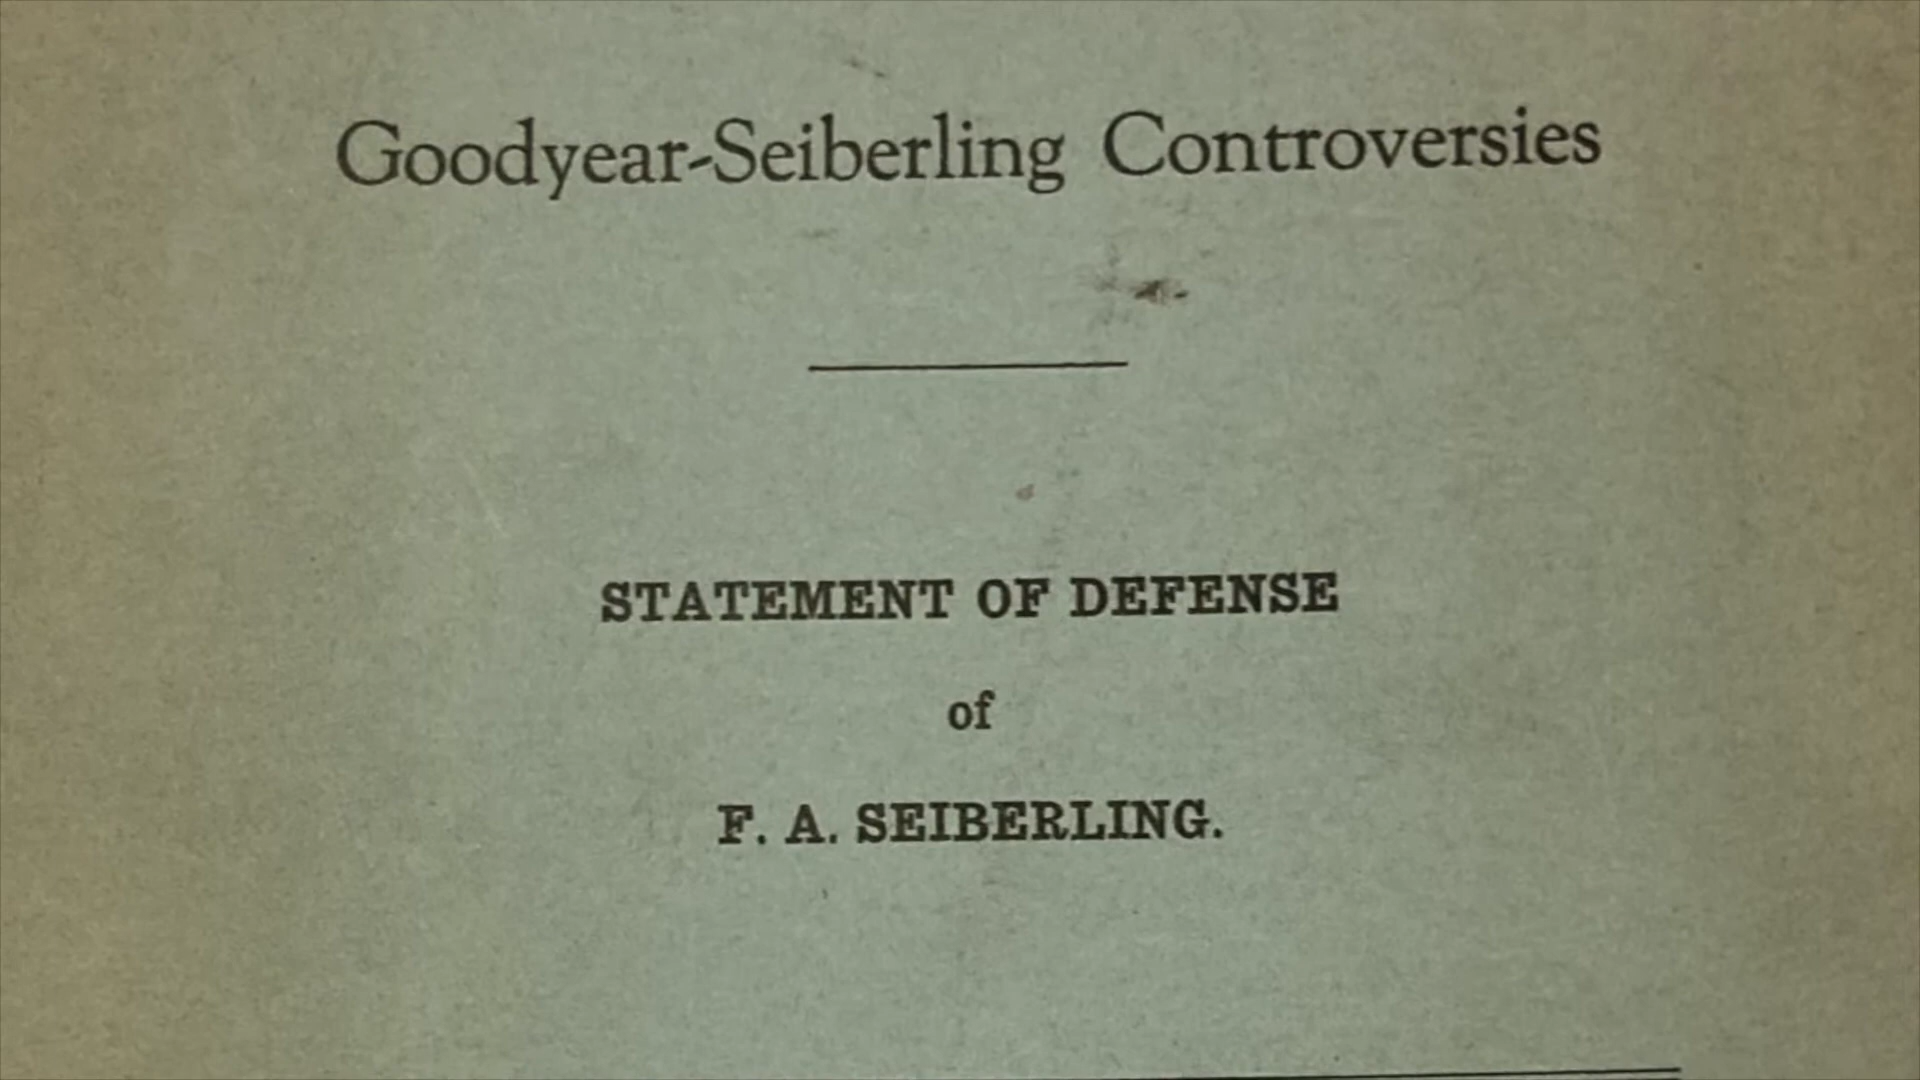 Goodyear-Seiberling Controversies
STATEMENT OF DEFENSE
of
F. A. SEIBERLING.